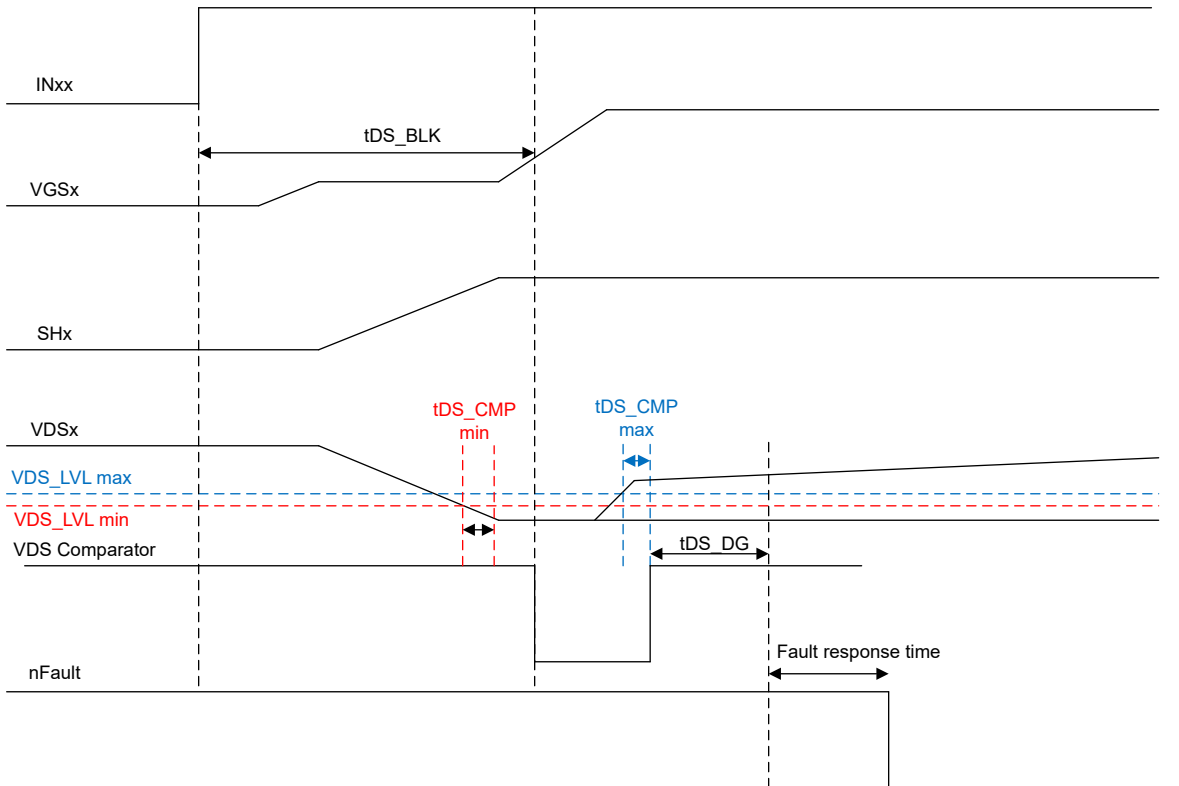 INxx
tDS_BLK
VGSx
SHx
tDS_CMP
min
tDS_CMP
max
VDSx
VDS_LVL max
VDS_LVL min
VDS Comparator
tDS_DG
Fault response time
nFault